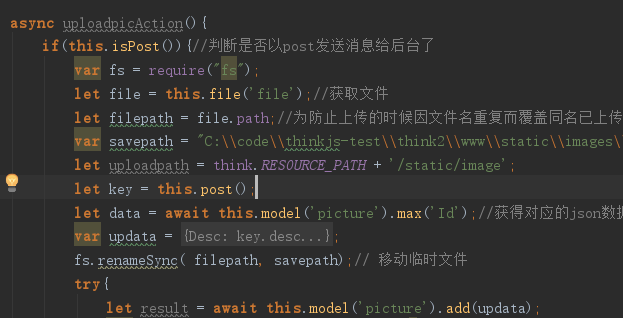 async uploadpicAction(){
if(this.isPost()){//判断是否以post发送消息给后台了
var fs = require("fs");
let file = this.file('file');//获取文件
let filepath = file.path;//为防止上传的时候因文件名重复而覆盖同名已上传
var savepath = "C:\\code\\thinkjs-test\\think2\\www\\static\\images\\
let uploadpath = think.RESOURCE_PATH + '/static/image';
let key = this.post();
let data = await this.model('picture').max('Id');//获得对应的json数据
var updata = {Desc: key.desc...};
fs.renameSync( filepath, savepath);// 移动临时文件
try{
let result = await this.model('picture').add(updata);